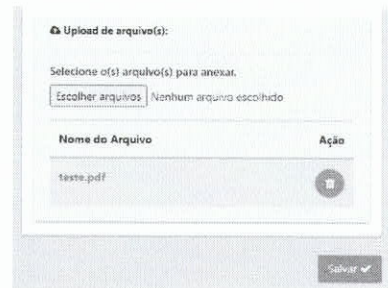 Upload de arquivo(s):
Selecione o(s) arquivo(s) para anexar.
Escolher arquivos Nenhum arquivo escolhido
Nome do Arquivo Ação
teste.pdf
Salvar